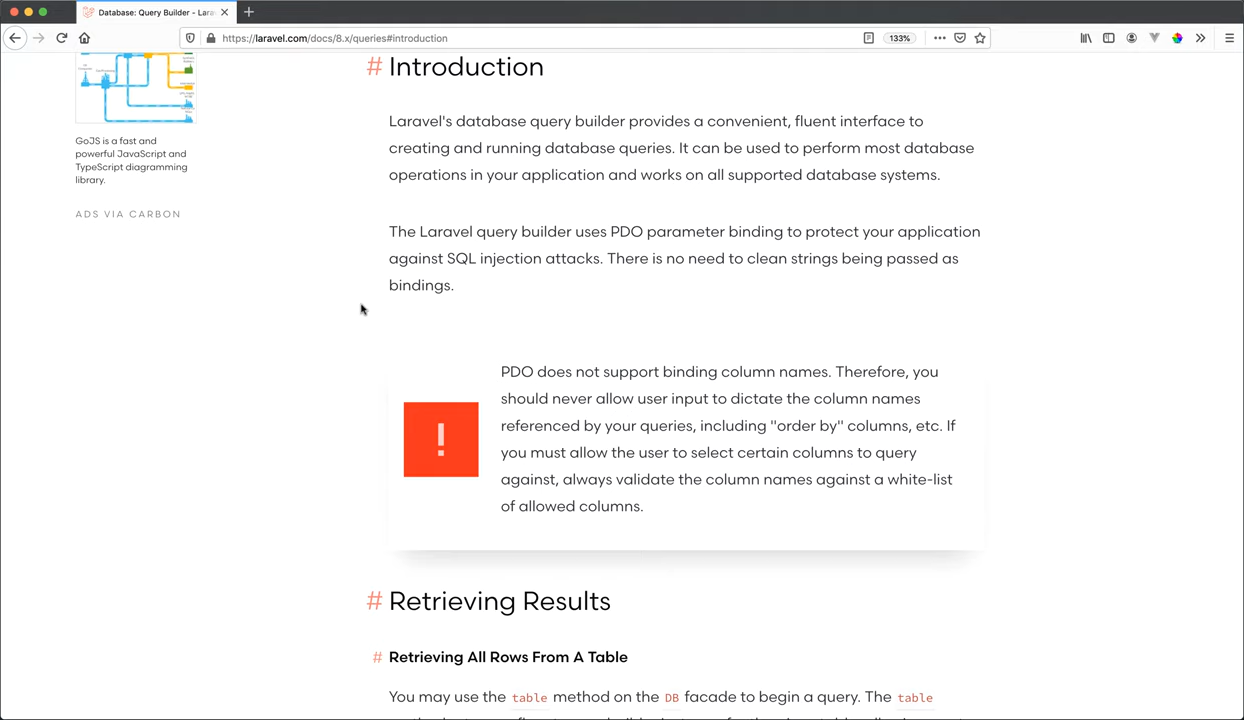 Database: Query Builder - Lara
https://laravel.com/docs/8.x/queries#introduction
133%
GoJS is a fast and
powerful JavaScript and
TypeScript diagramming
library.
ADS VIA CARBON
# Introduction
Laravel's database query builder provides a convenient, fluent interface to
creating and running database queries. It can be used to perform most database
operations in your application and works on all supported database systems.
The Laravel query builder uses PDO parameter binding to protect your application
against SQL injection attacks. There is no need to clean strings being passed as
bindings.
!
PDO does not support binding column names. Therefore, you
should never allow user input to dictate the column names
referenced by your queries, including "order by" columns, etc. If
you must allow the user to select certain columns to query
against, always validate the column names against a white-list
of allowed columns.
# Retrieving Results
# Retrieving All Rows From A Table
You may use the table method on the DB facade to begin a query. The table